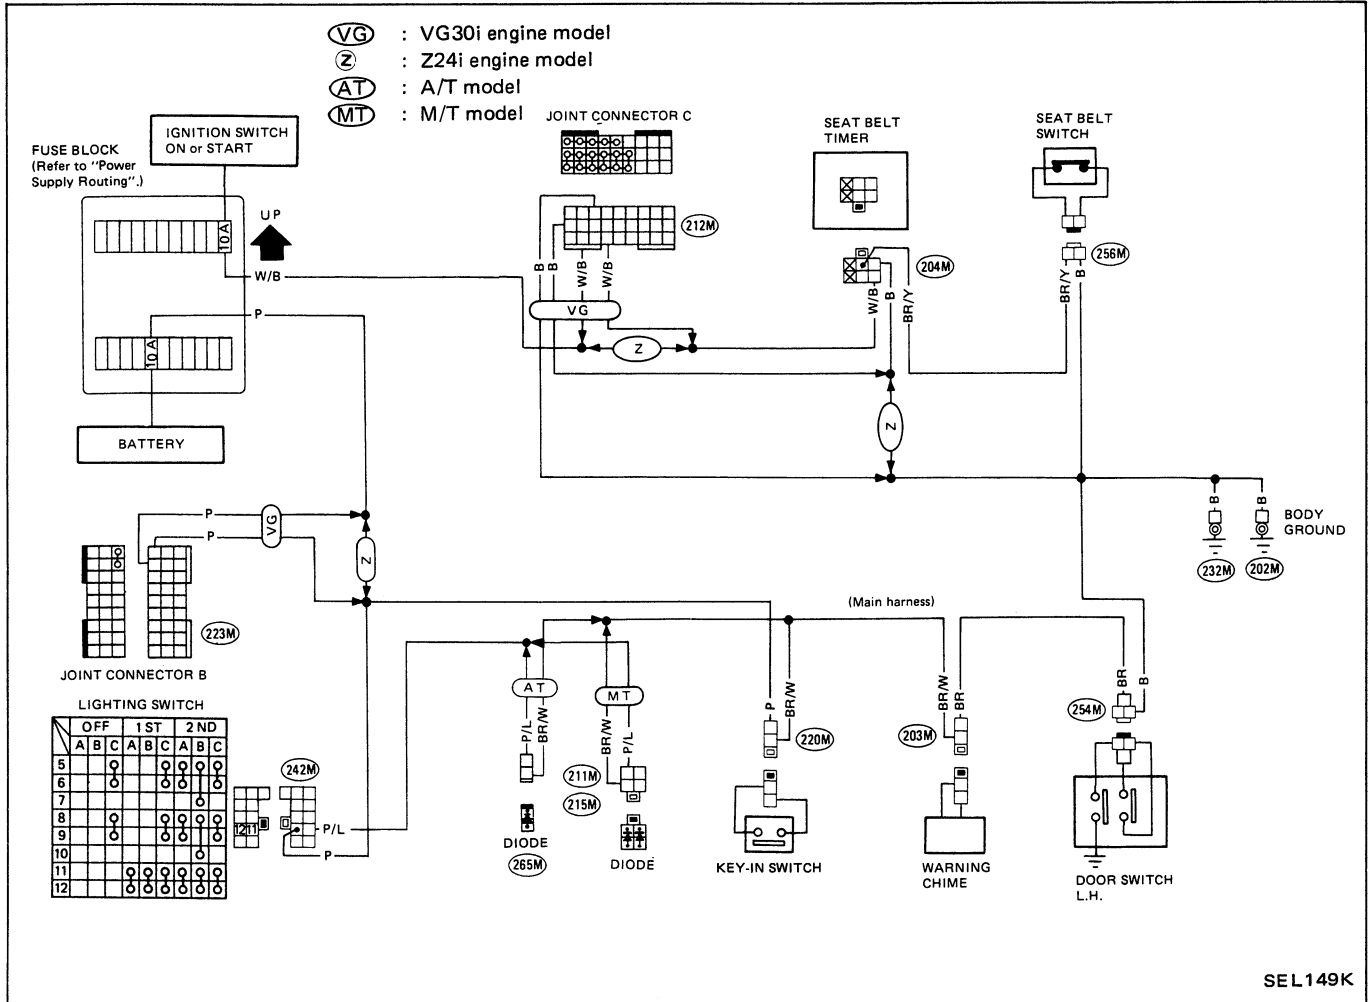 VG : VG30i engine model
Z : Z24i engine model
AT : A/T model
MT : M/T model
JOINT CONNECTOR C
SEAT BELT
TIMER
SEAT BELT
SWITCH
IGNITION SWITCH
ON or START
FUSE BLOCK
(Refer to "Power
Supply Routing".)
UP
10A
W/B
P
10A
BATTERY
212M
B
B
W/B
W/B
VG
Z
204M
W/B
B
BR/Y
256M
BR/Y
B
Z
B
B
BODY
GROUND
232M
202M
P
P
VG
Z
223M
JOINT CONNECTOR B
(Main harness)
LIGHTING SWITCH
OFF 1ST 2ND
A B C A B C A B C
5
6
7
8
9
10
11
12
242M
12 11
P/L
P
AT
P/L
BR/W
MT
BR/W
P/L
211M
215M
DIODE
265M
DIODE
P
BR/W
220M
KEY-IN SWITCH
BR/W
BR
203M
WARNING
CHIME
BR
B
254M
DOOR SWITCH
L.H.
SEL149K